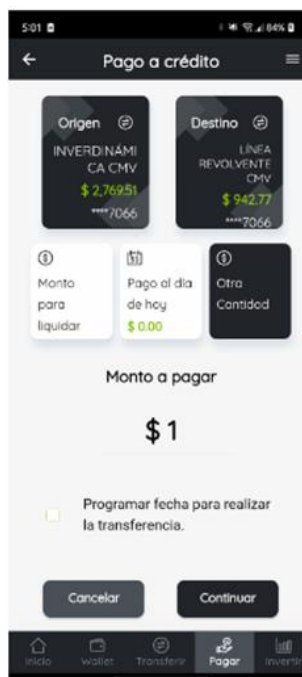 5:01
84%
Pago a crédito
Origen
Destino
INVERDINÁMI
CA CMV
$ 2,769.51
****7066
LÍNEA
REVOLVENTE
CMV
$ 942.77
****7066
Monto
para
liquidar
Pago al día
de hoy
$ 0.00
Otra
Cantidad
Monto a pagar
$ 1
Programar fecha para realizar
la transferencia.
Cancelar
Continuar
Inicio
Wallet
Transferir
Pagar
Invertir